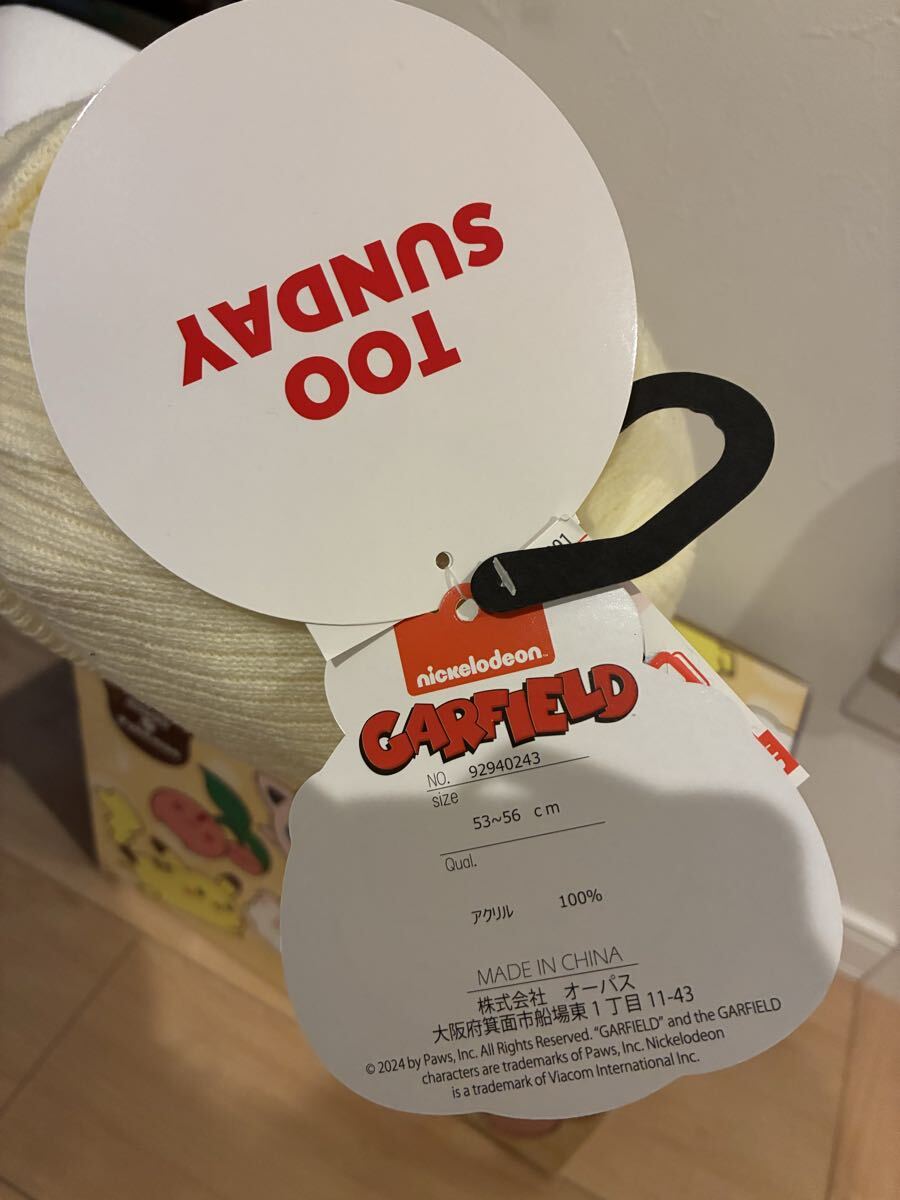 TOO
SUNDAY
91
nickelodeon™
GARFIELD
NO. 92940243
size
53~56 cm
Qual.
アクリル 100%
MADE IN CHINA
株式会社 オーパス
大阪府箕面市船場東1丁目11-43
© 2024 by Paws, Inc. All Rights Reserved. “GARFIELD” and the GARFIELD
characters are trademarks of Paws, Inc. Nickelodeon
is a trademark of Viacom International Inc.